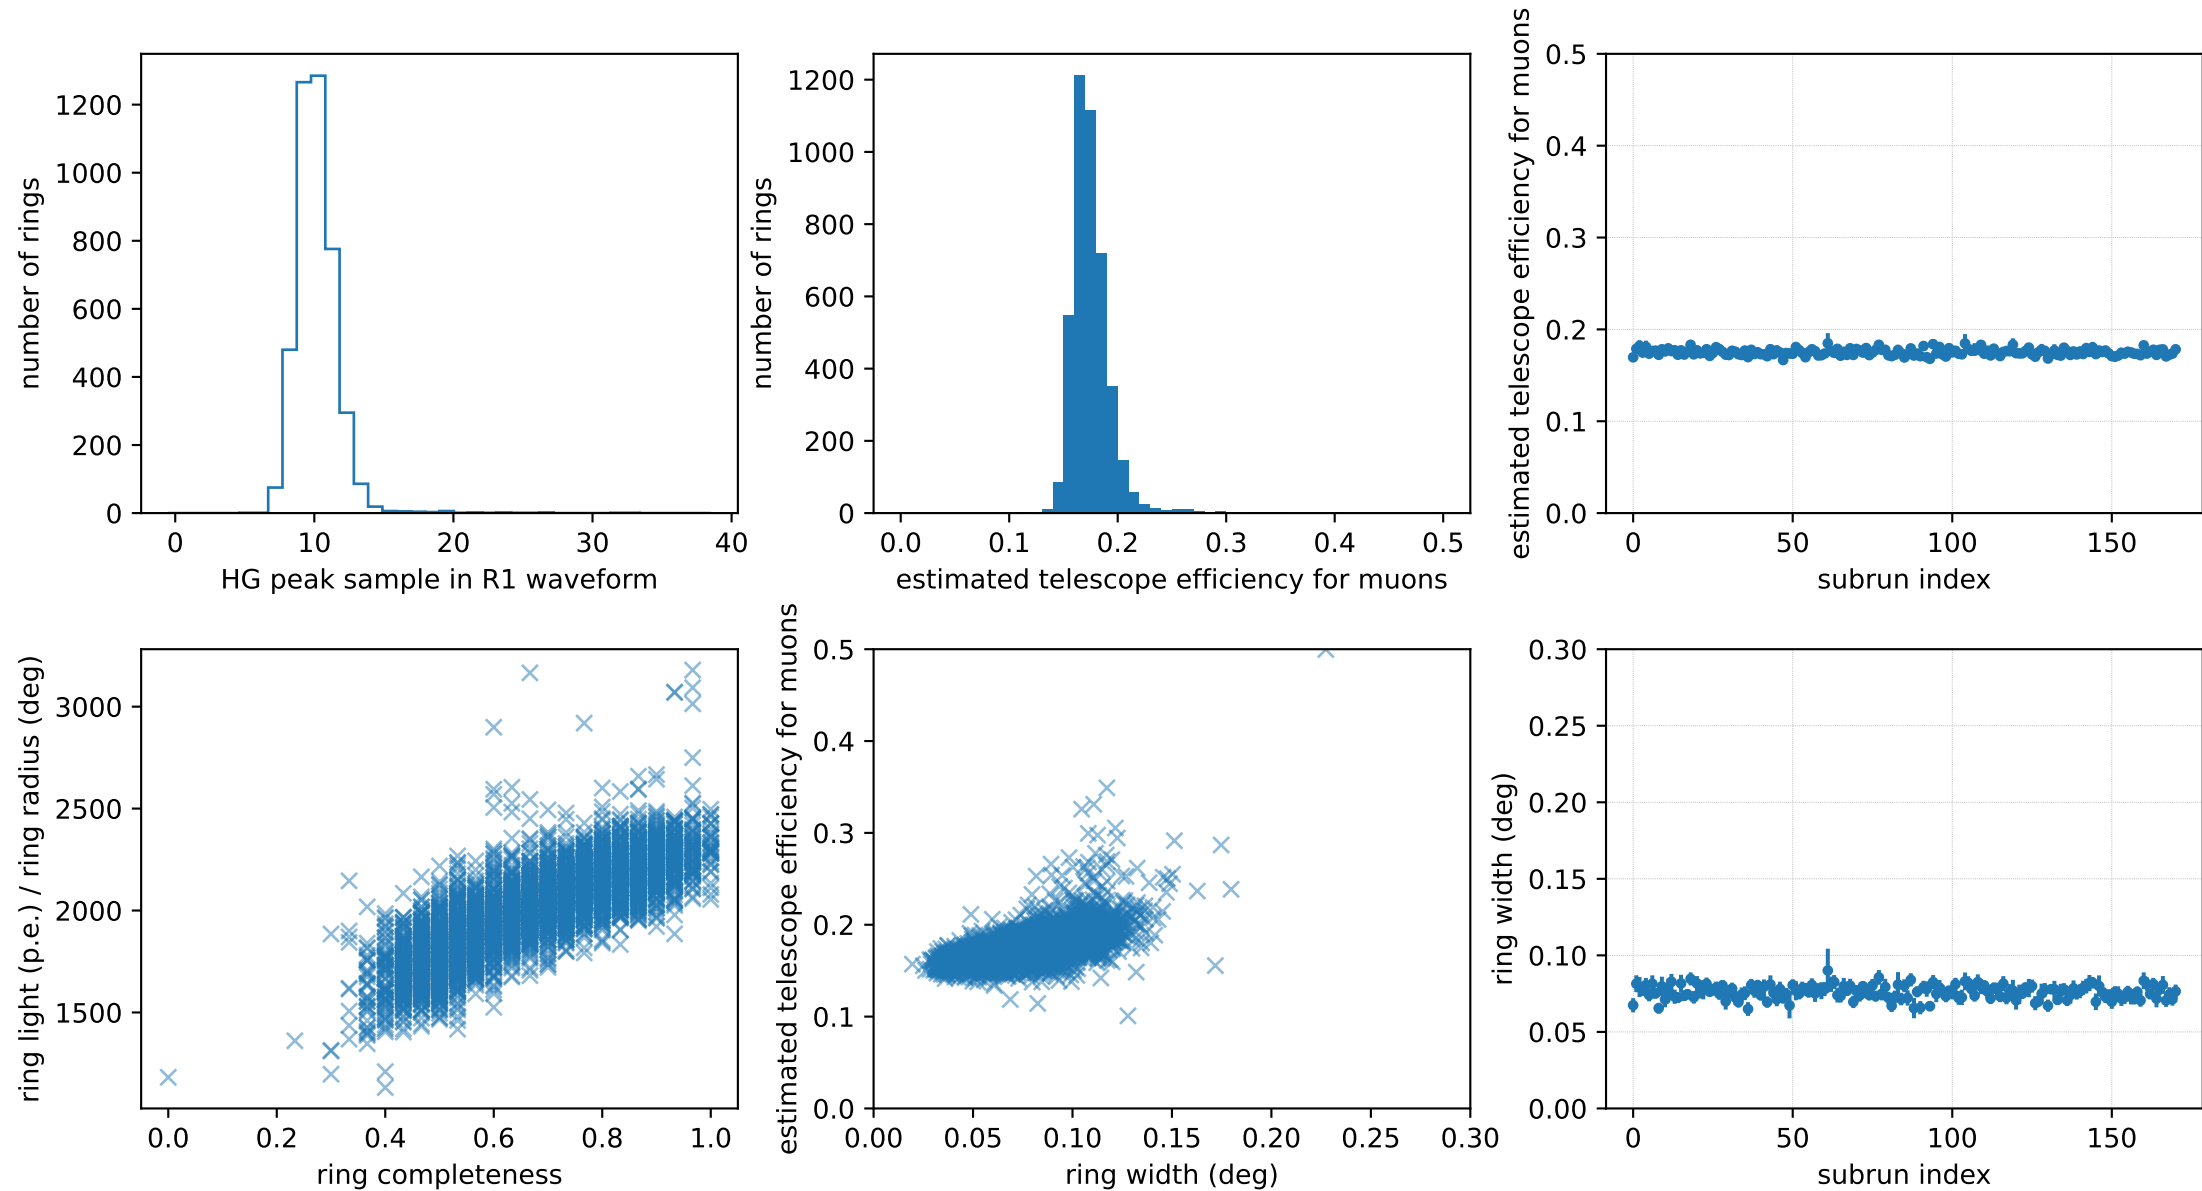 number of rings
1200
1000
800
600
400
200
0
0 10 20 30 40
HG peak sample in R1 waveform
number of rings
1200
1000
800
600
400
200
0
0.0 0.1 0.2 0.3 0.4 0.5
estimated telescope efficiency for muons
estimated telescope efficiency for muons
0.5
0.4
0.3
0.2
0.1
0.0
0 50 100 150
subrun index
ring light (p.e.) / ring radius (deg)
3000
2500
2000
1500
0.0 0.2 0.4 0.6 0.8 1.0
ring completeness
estimated telescope efficiency for muons
0.5
0.4
0.3
0.2
0.1
0.0
0.00 0.05 0.10 0.15 0.20 0.25 0.30
ring width (deg)
ring width (deg)
0.30
0.25
0.20
0.15
0.10
0.05
0.00
0 50 100 150
subrun index